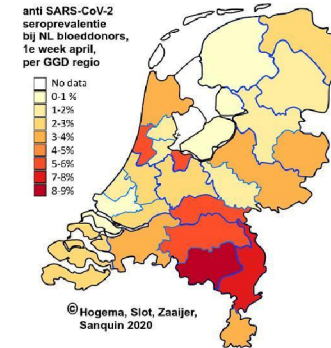 anti SARS-CoV-2
seroprevalentie
bij NL bloeddonors,
1e week april,
per GGD regio
No data
0-1 %
1-2%
2-3%
3-4%
4-5%
5-6%
7-8%
8-9%
© Hogema, Slot, Zaaijer,
Sanquin 2020